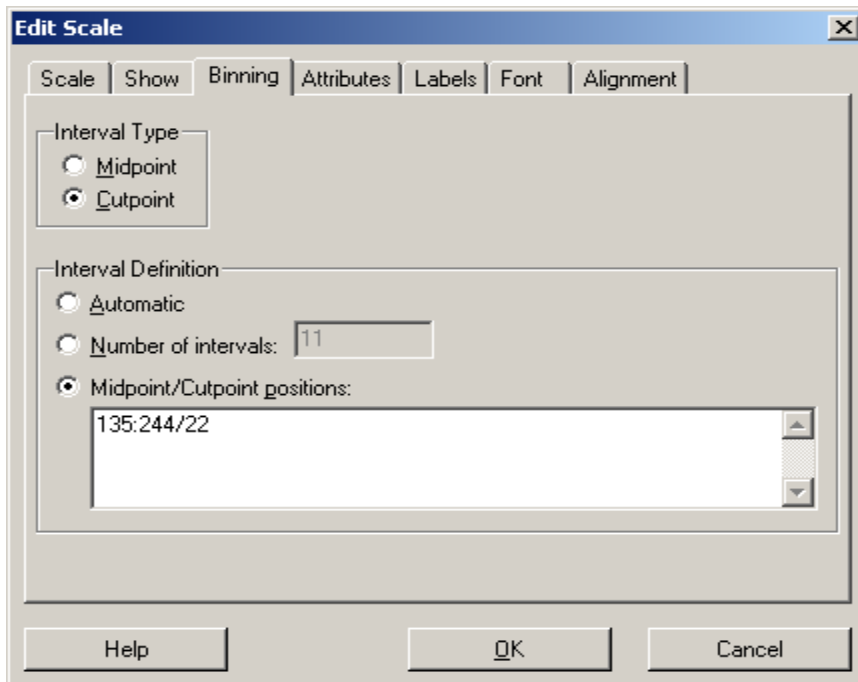 Edit Scale
Scale Show Binning Attributes Labels Font Alignment
Interval Type
Midpoint
Cutpoint
Interval Definition
Automatic
Number of intervals: 11
Midpoint/Cutpoint positions:
135:244/22
Help OK Cancel